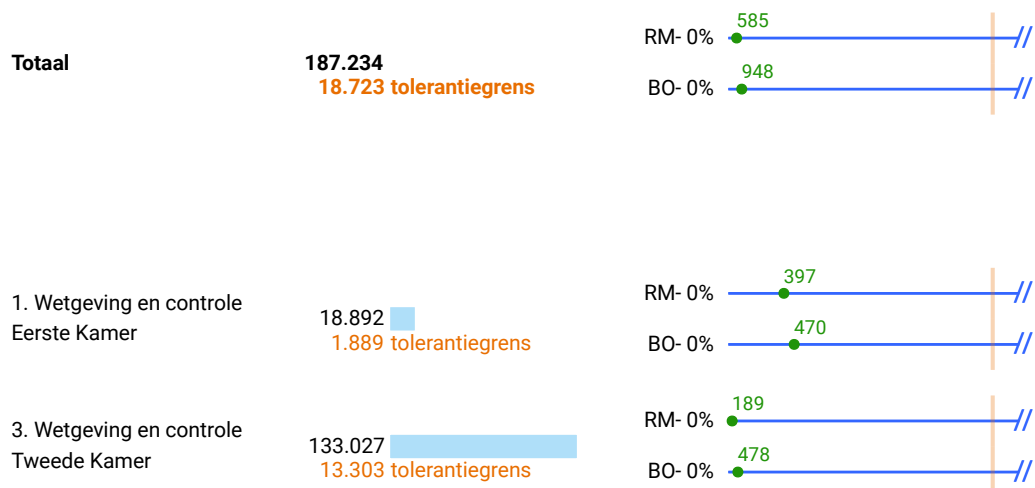 585
RM- 0%
Totaal 187.234
18.723 tolerantiegrens
948
BO- 0%
397
RM- 0%
1. Wetgeving en controle
Eerste Kamer
18.892
1.889 tolerantiegrens
470
BO- 0%
189
RM- 0%
3. Wetgeving en controle
Tweede Kamer
133.027
13.303 tolerantiegrens
478
BO- 0%